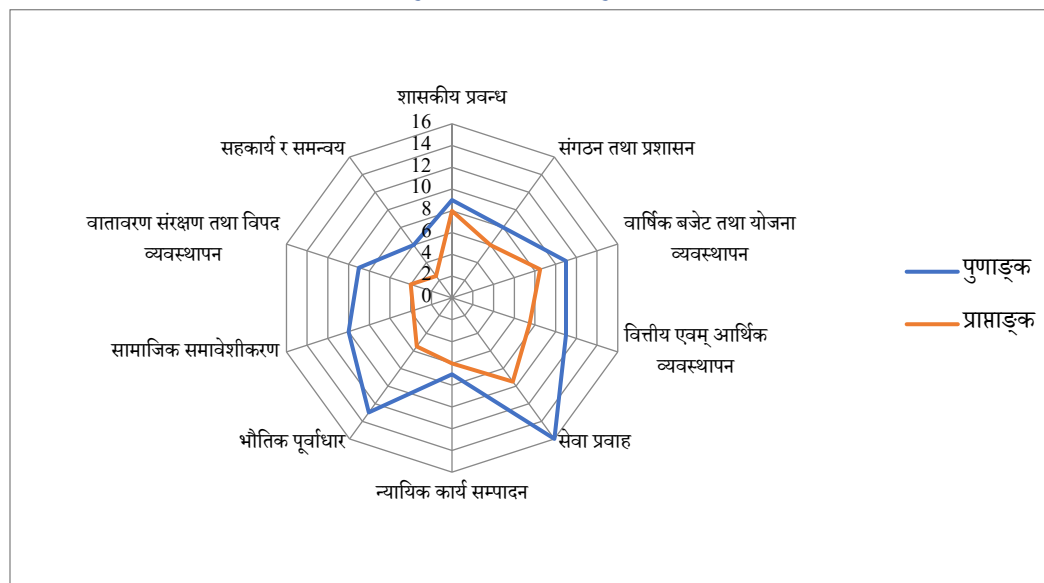 शासकीय प्रवन्ध
16
14
12
10
8
6
4
2
0
संगठन तथा प्रशासन
वार्षिक बजेट तथा योजना
व्यवस्थापन
वित्तीय एवम् आर्थिक
व्यवस्थापन
सेवा प्रवाह
न्यायिक कार्य सम्पादन
भौतिक पूर्वाधार
सामाजिक समावेशीकरण
वातावरण संरक्षण तथा विपद
व्यवस्थापन
सहकार्य र समन्वय
पुणाङ्क
प्राप्ताङ्क